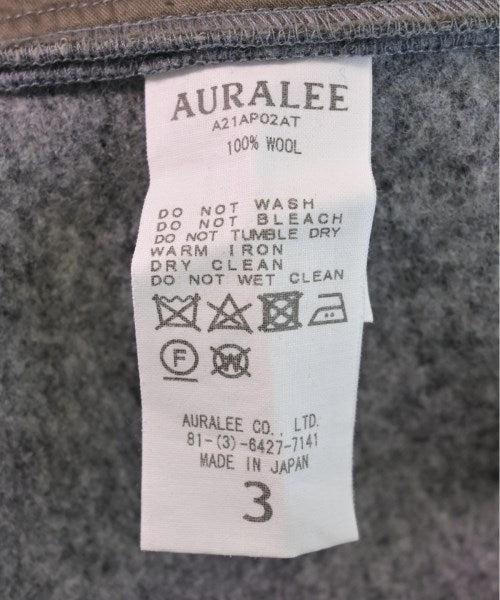 AURALEE
A21AP02AT
100% WOOL
DO NOT WASH
DO NOT BLEACH
DO NOT TUMBLE DRY
WARM IRON
DRY CLEAN
DO NOT WET CLEAN
F W
AURALEE CO., LTD.
81-(3)-6427-7141
MADE IN JAPAN
3